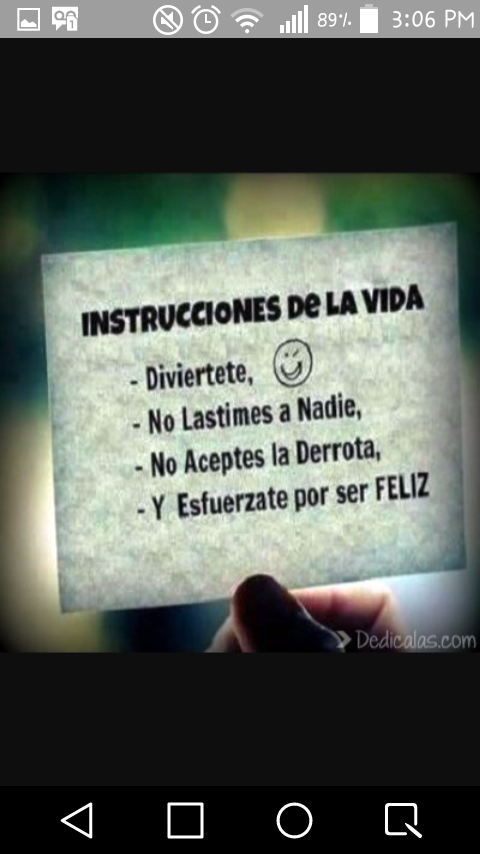 89% 3:06 PM
INSTRUCCIONES De LA VIDA
- Diviertete,
- No Lastimes a Nadie,
- No Aceptes la Derrota,
- Y Esfuerzate por ser FELIZ
Dedicalas.com